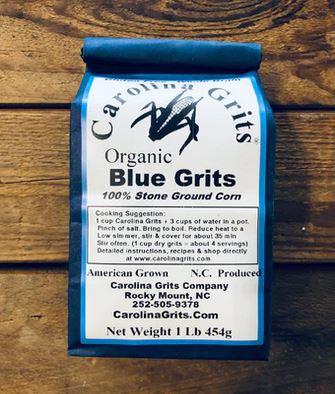 Carolina Grits®
Organic
Blue Grits
100% Stone Ground Corn
Cooking Suggestion:
1 cup Carolina Grits + 3 cups of water in a pot.
Pinch of salt. Bring to boil. Reduce heat to a
Low simmer, stir & cover for about 35 min
Stir often. (1 cup dry grits = about 4 servings)
Detailed instructions, recipes & shop directly
at www.carolinagrits.com
American Grown N.C. Produced
Carolina Grits Company
Rocky Mount, NC
252-505-9378
CarolinaGrits.Com
Net Weight 1 Lb 454g